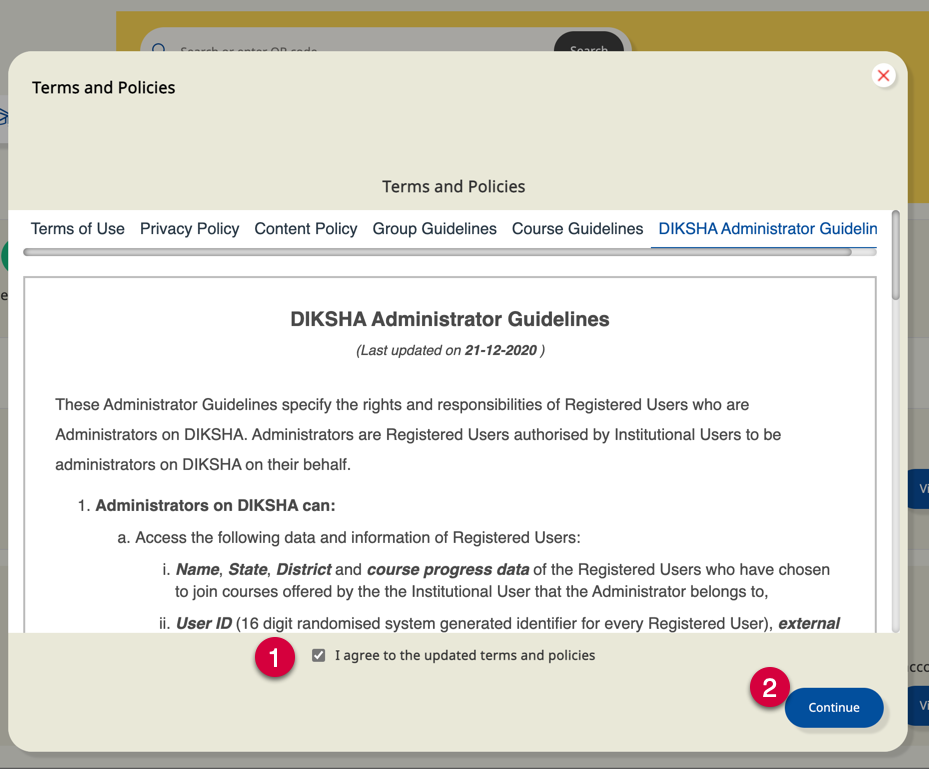 Search or enter QR code
Search
Terms and Policies
Terms and Policies
Terms of Use Privacy Policy Content Policy Group Guidelines Course Guidelines DIKSHA Administrator Guidelin
DIKSHA Administrator Guidelines
(Last updated on 21-12-2020 )
These Administrator Guidelines specify the rights and responsibilities of Registered Users who are
Administrators on DIKSHA. Administrators are Registered Users authorised by Institutional Users to be
administrators on DIKSHA on their behalf.
1. Administrators on DIKSHA can:
a. Access the following data and information of Registered Users:
i. Name, State, District and course progress data of the Registered Users who have chosen
to join courses offered by the the Institutional User that the Administrator belongs to,
ii. User ID (16 digit randomised system generated identifier for every Registered User), external
1 I agree to the updated terms and policies
2 Continue